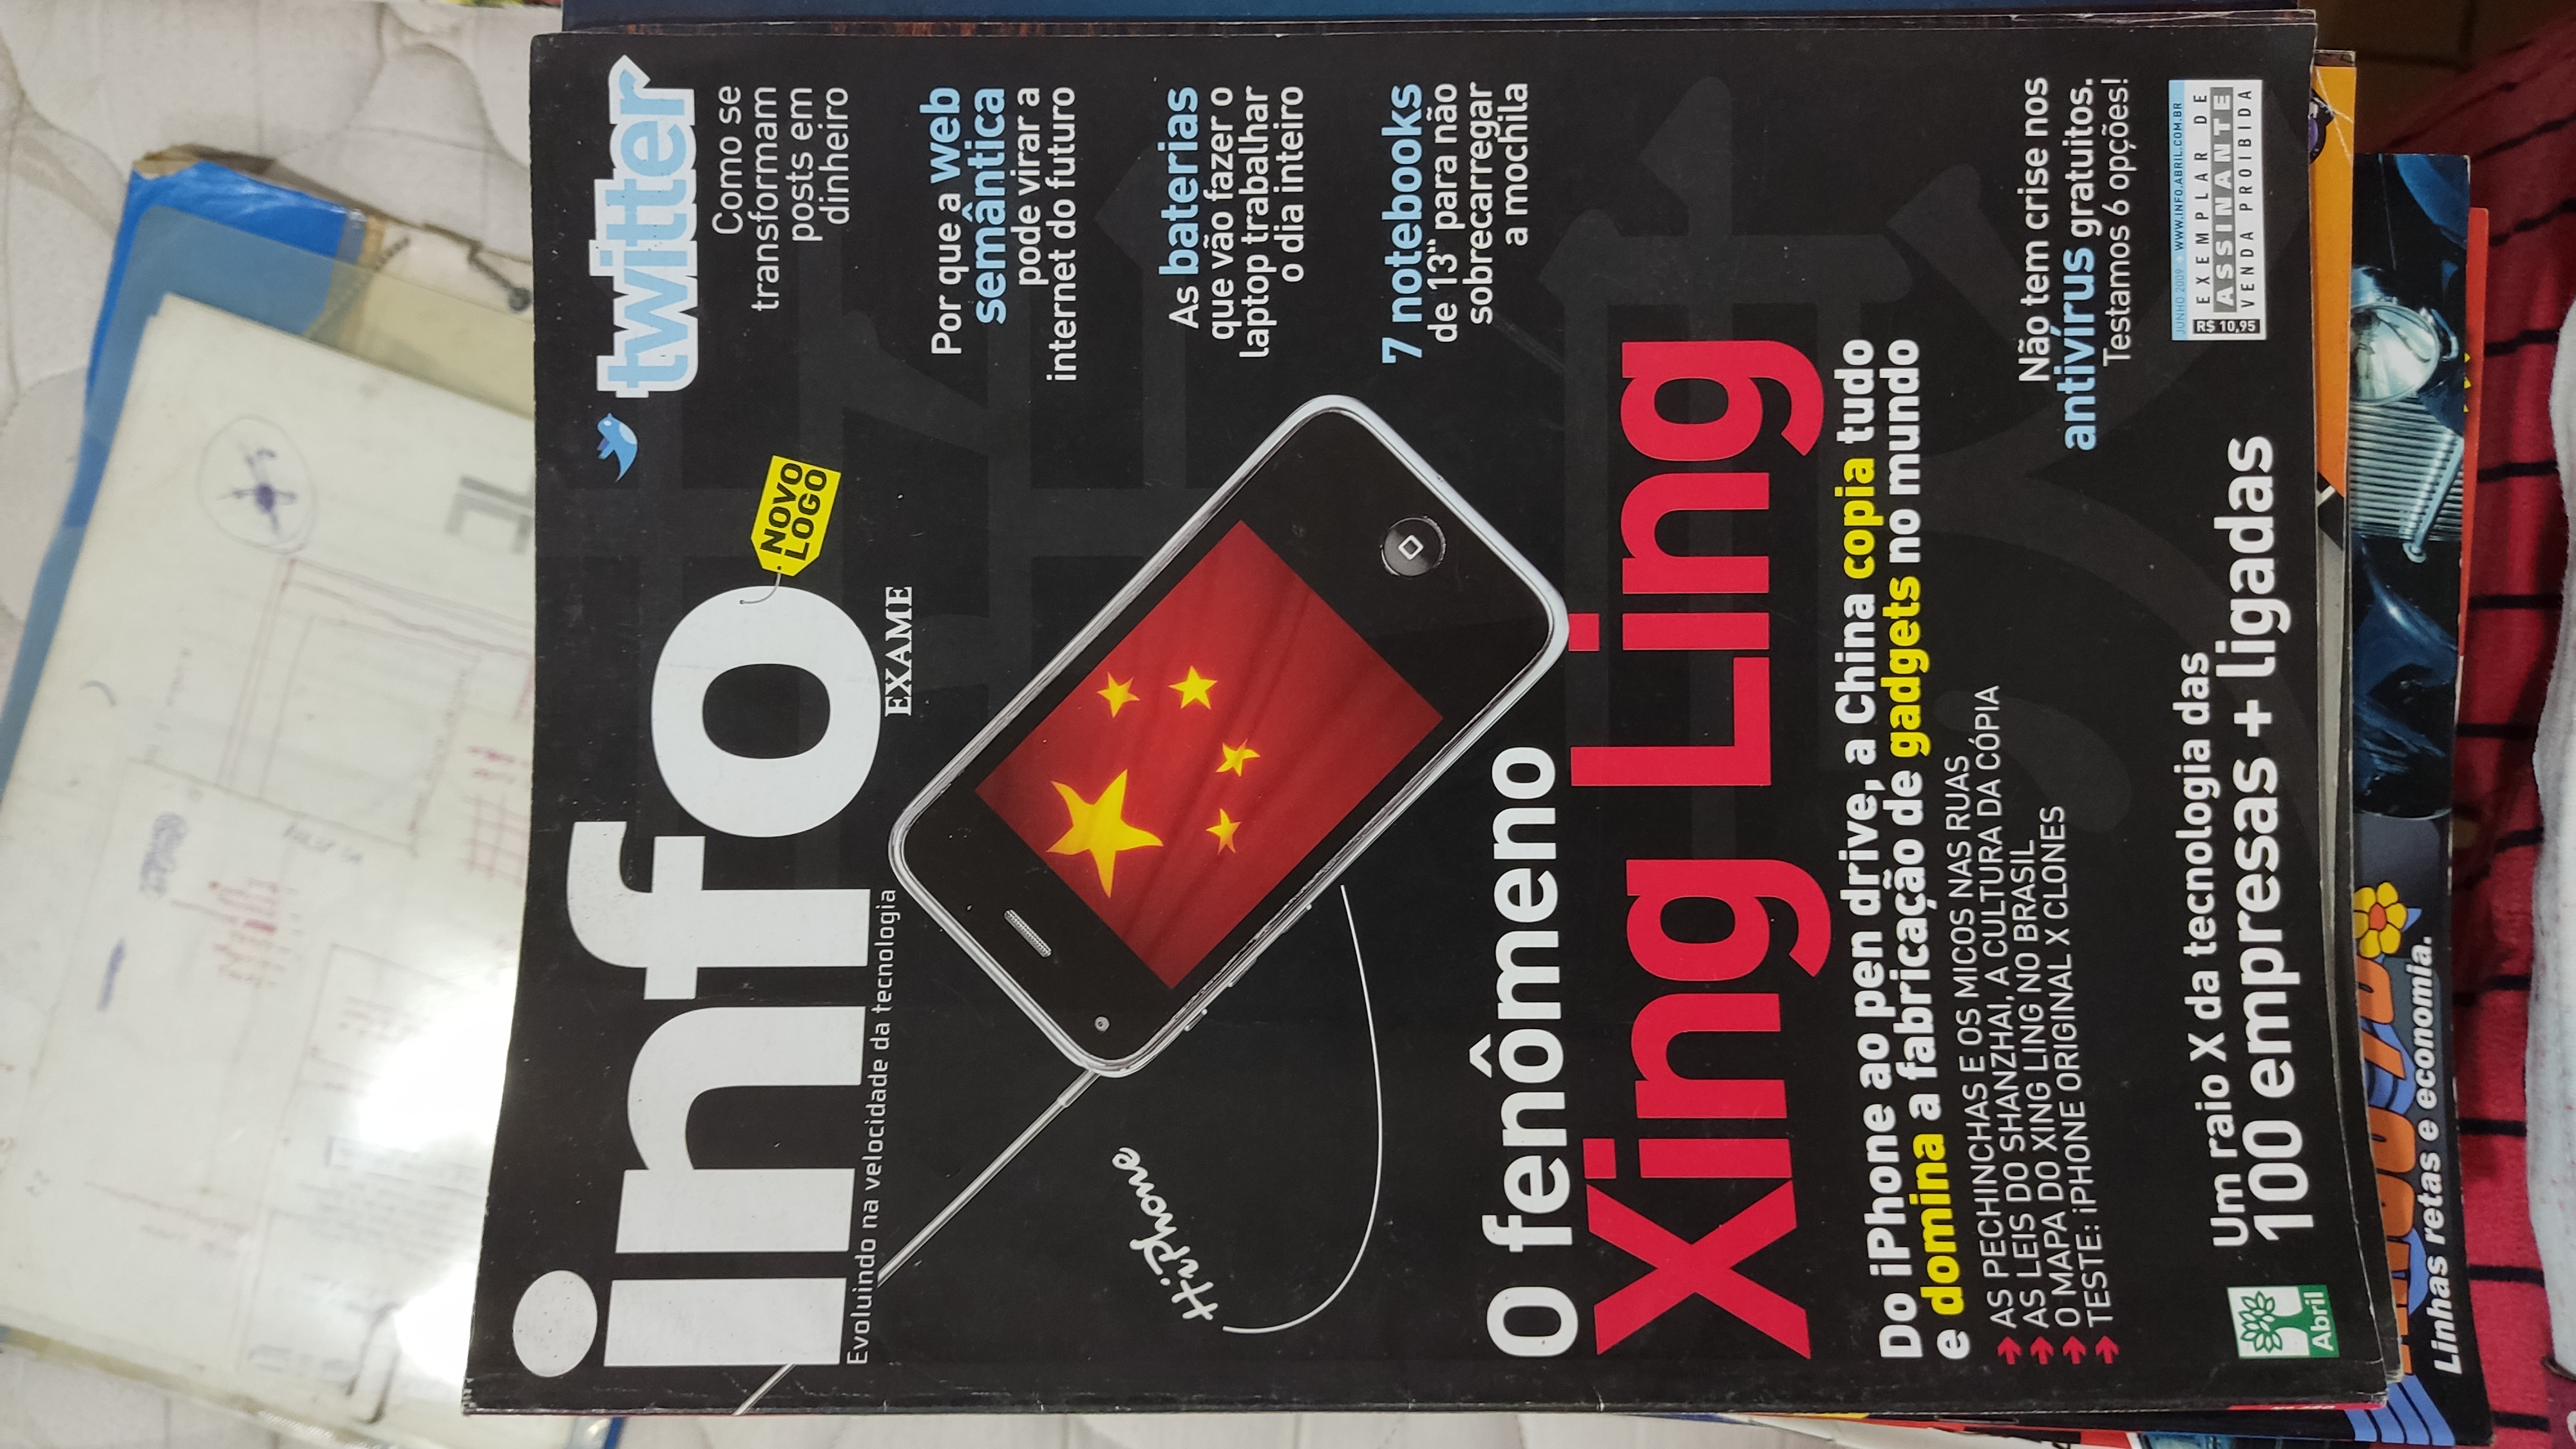 info
NOVO
LOGO
Evoluindo na velocidade da tecnologia
EXAME
twitter
Como se
transformam
posts em
dinheiro
Por que a web
semântica
pode virar a
internet do futuro
As baterias
que vão fazer o
laptop trabalhar
o dia inteiro
7 notebooks
de 13" para não
sobrecarregar
a mochila
HiPhone
O fenômeno
Xing Ling
Do iPhone ao pen drive, a China copia tudo
e domina a fabricação de gadgets no mundo
AS PECHINCHAS E OS MICOS NAS RUAS
AS LEIS DO SHANZHAI, A CULTURA DA CÓPIA
O MAPA DO XING LING NO BRASIL
TESTE: iPHONE ORIGINAL X CLONES
Não tem crise nos
antivírus gratuitos.
Testamos 6 opções!
Um raio X da tecnologia das
100 empresas + ligadas
Abril
JUNHO 2009 WWW.INFO.ABRIL.COM.BR
R$ 10,95
EXEMPLAR DE
ASSINANTE
VENDA PROIBIDA
Linhas retas e economia.